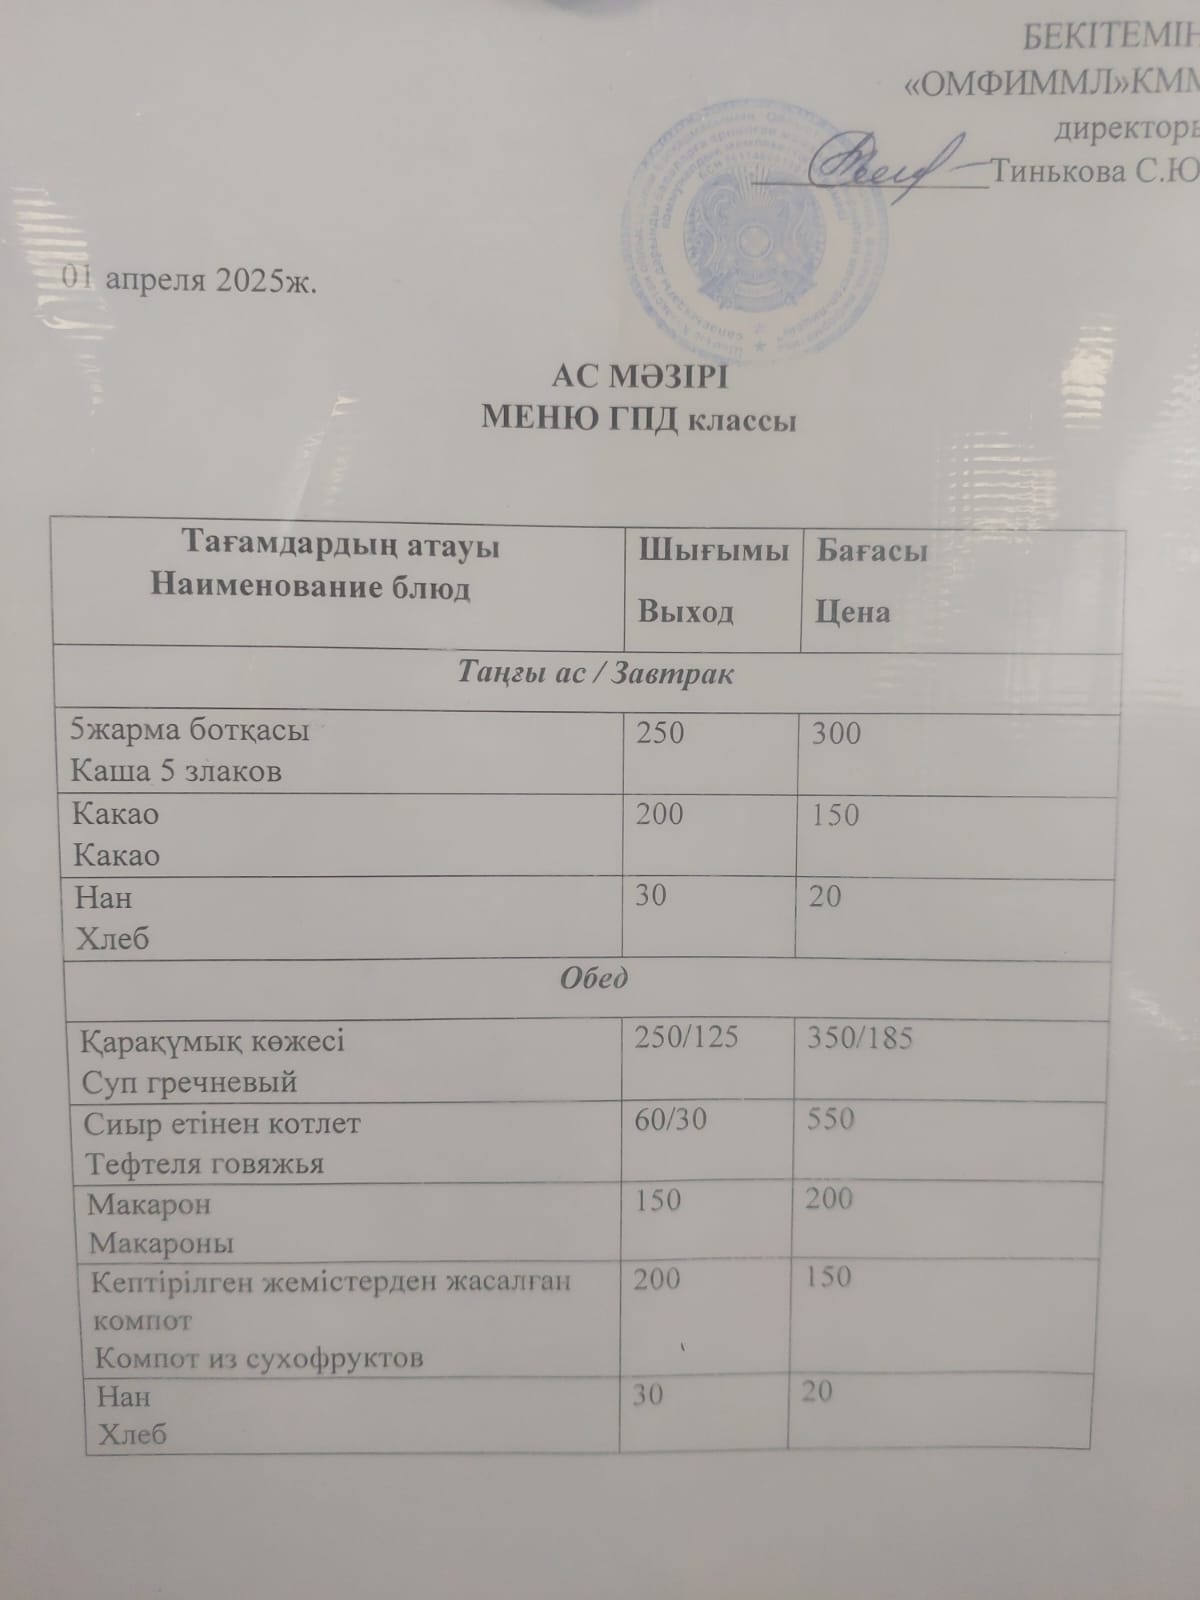 БЕКІТЕМІН
«ОМФИММЛ»КММ
директоры
Тинькова С.Ю
01 апреля 2025ж.
АС МӘЗІРІ
МЕНЮ ГПД классы
Тағамдардың атауы
Наименование блюд
Шығымы
Выход
Бағасы
Цена
Таңғы ас / Завтрак
5жарма ботқасы
Каша 5 злаков
250
300
Какао
Какао
200
150
Нан
Хлеб
30
20
Обед
Қарақұмық көжесі
Суп гречневый
250/125
350/185
Сиыр етінен котлет
Тефтеля говяжья
60/30
550
Макарон
Макароны
150
200
Кептірілген жемістерден жасалған
компот
Компот из сухофруктов
200
150
Нан
Хлеб
30
20